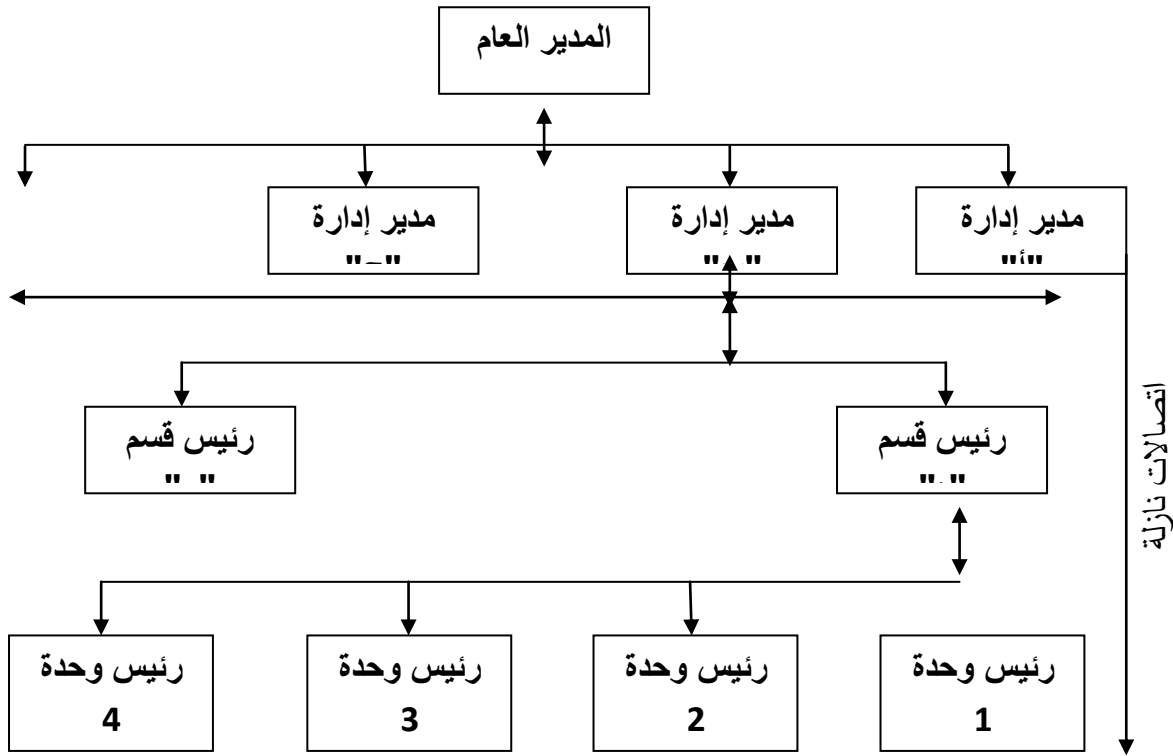 المدير العام
مدير إدارة
"أ"
مدير إدارة
مدير إدارة
رئيس قسم
رئيس قسم
رئيس وحدة
1
رئيس وحدة
2
رئيس وحدة
3
رئيس وحدة
4
اتصالات نازلة